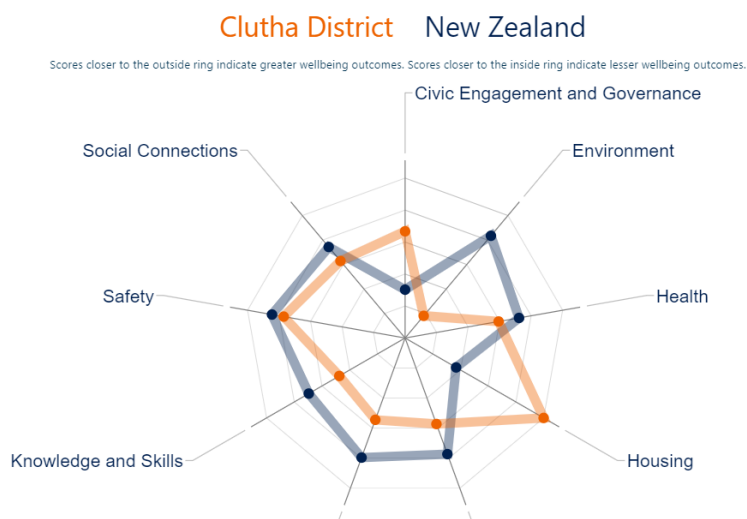 Clutha District New Zealand
Scores closer to the outside ring indicate greater wellbeing outcomes. Scores closer to the inside ring indicate lesser wellbeing outcomes.
Civic Engagement and Governance
Social Connections
Environment
Safety
Health
Knowledge and Skills
Housing